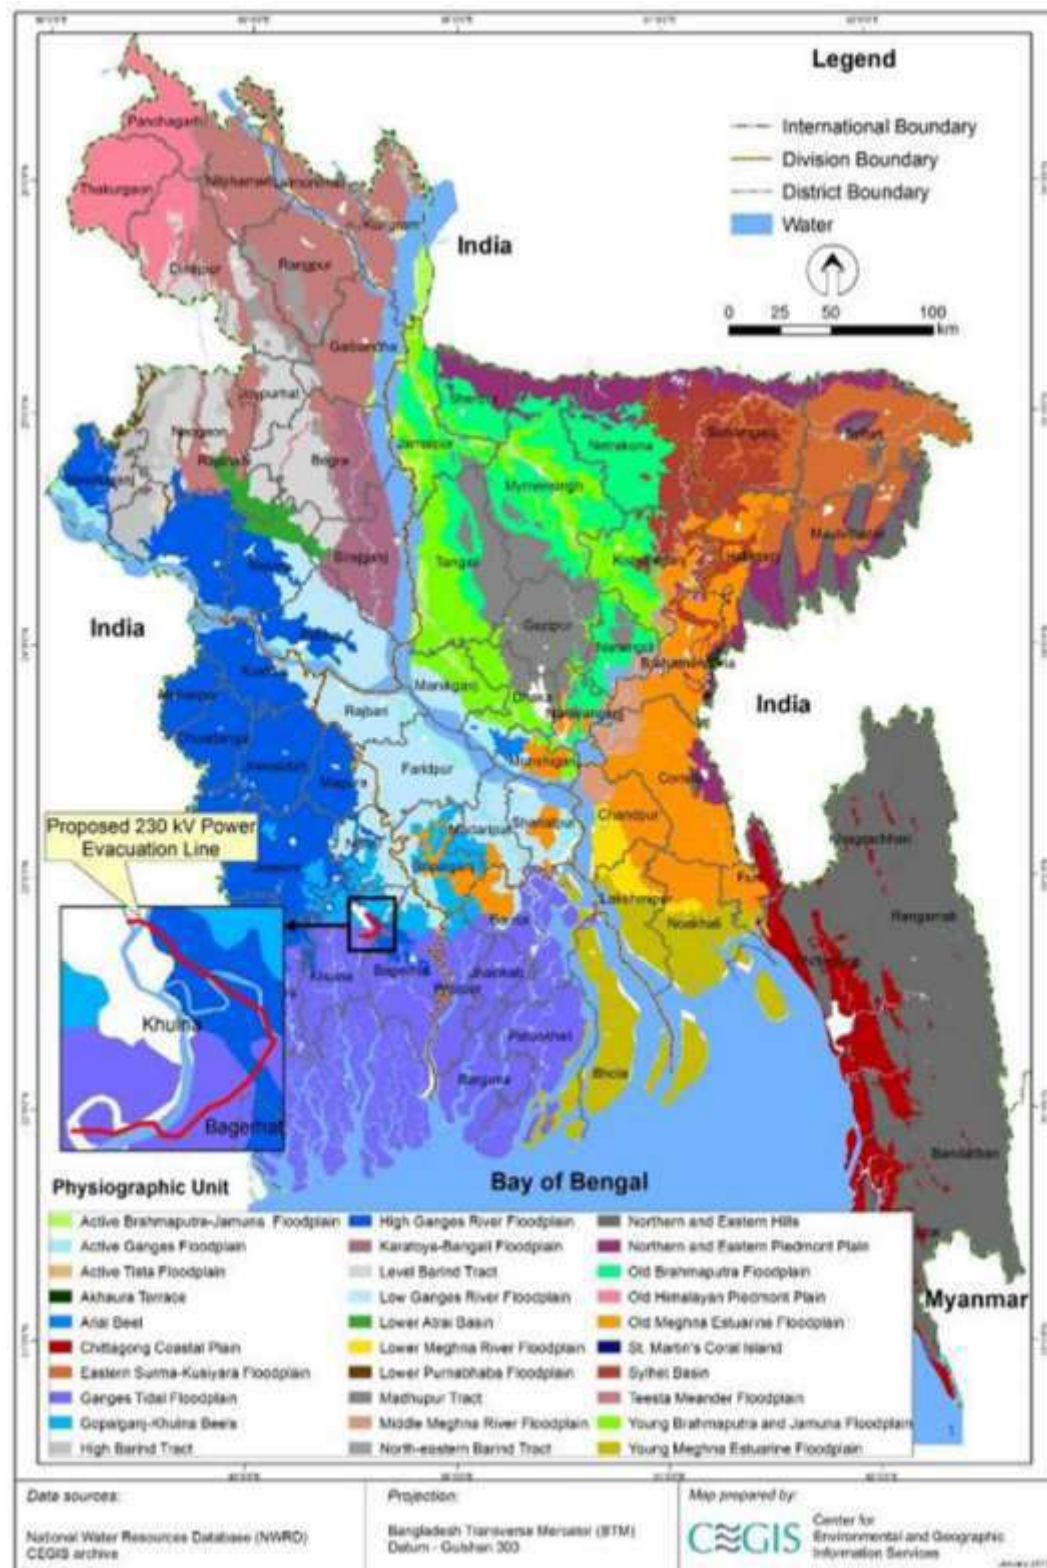 Legend
International Boundary
Division Boundary
District Boundary
Water
0 25 50 100
km
India
India
India
Myanmar
Bay of Bengal
Panchagarh
Thakurgaon
Nilphamari
Dinajpur
Rangpur
Gaibandha
Joypurhat
Naogaon
Bogra
Sherpur
Jamalpur
Netrakona
Mymensingh
Sirajganj
Tangail
Gazipur
Dhaka
Manikganj
Rajbari
Faridpur
Munshiganj
Madaripur
Shariatpur
Chandpur
Lakshmipur
Noakhali
Khulna
Jhalokati
Patuakhali
Barguna
Bhola
Rangamati
Bandarban
Proposed 230 kV Power
Evacuation Line
Khulna
Bagerhat
Physiographic Unit
Active Brahmaputra-Jamuna Floodplain
Active Ganges Floodplain
Active Tista Floodplain
Akhaura Terrace
Arial Beel
Chittagong Coastal Plain
Eastern Surma-Kusiyara Floodplain
Ganges Tidal Floodplain
Gopalganj-Khulna Beels
High Barind Tract
High Ganges River Floodplain
Karatoya-Bangali Floodplain
Level Barind Tract
Low Ganges River Floodplain
Lower Atrai Basin
Lower Meghna River Floodplain
Lower Purnabhaba Floodplain
Madhupur Tract
Middle Meghna River Floodplain
North-eastern Barind Tract
Northern and Eastern Hills
Northern and Eastern Piedmont Plain
Old Brahmaputra Floodplain
Old Himalayan Piedmont Plain
Old Meghna Estuarine Floodplain
St. Martin's Coral Island
Sylhet Basin
Teesta Meander Floodplain
Young Brahmaputra and Jamuna Floodplain
Young Meghna Estuarine Floodplain
Data sources:
National Water Resources Database (NWRD)
CEGIS archive
Projection:
Bangladesh Transverse Mercator (BTM)
Datum - Gulshan 303
Map prepared by:
CEGIS
Center for
Environmental and Geographic
Information Services